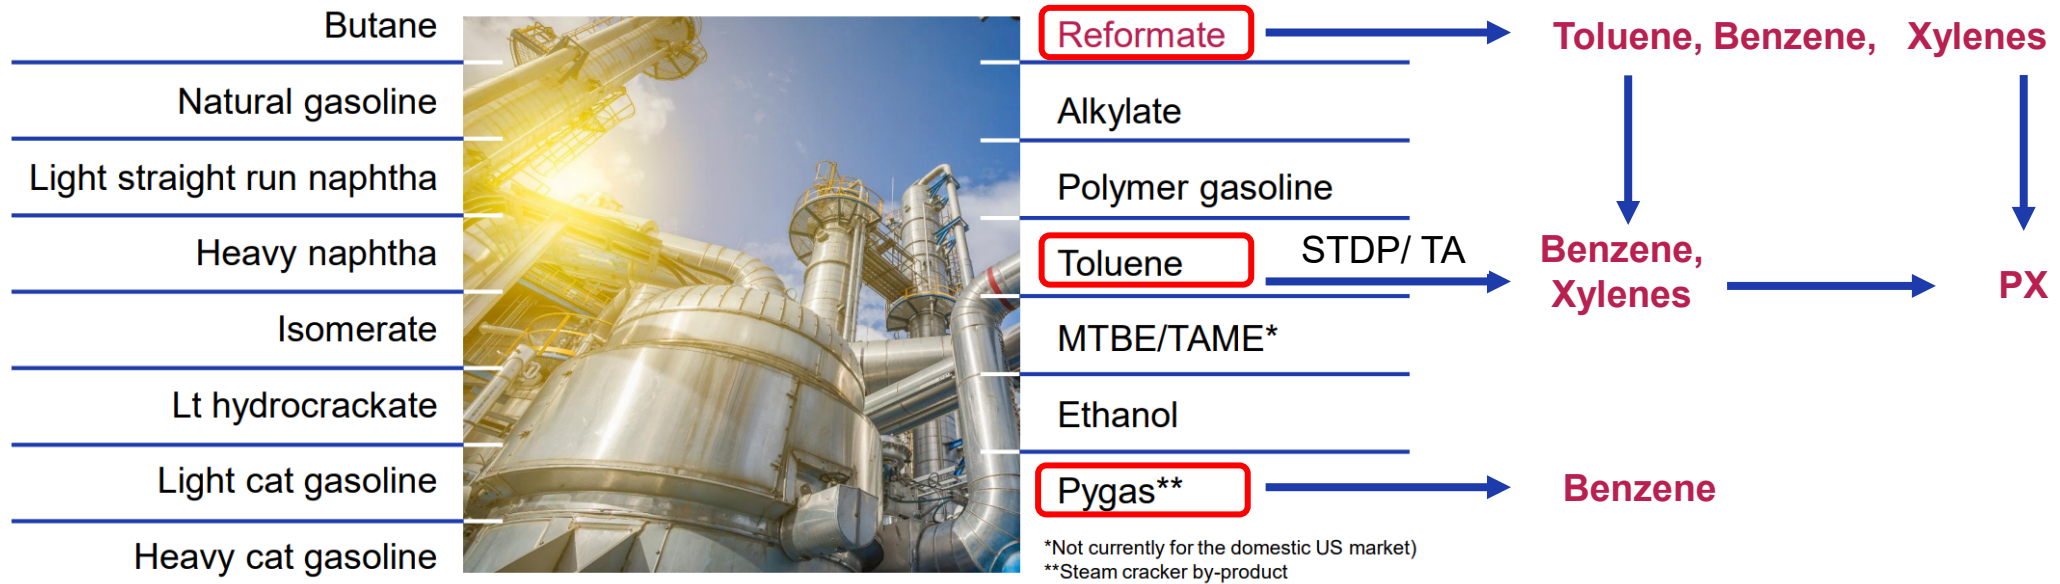 Butane
Natural gasoline
Light straight run naphtha
Heavy naphtha
Isomerate
Lt hydrocrackate
Light cat gasoline
Heavy cat gasoline
Reformate
Alkylate
Polymer gasoline
Toluene
MTBE/TAME*
Ethanol
Pygas**
*Not currently for the domestic US market)
**Steam cracker by-product
Toluene, Benzene, Xylenes
STDP/ TA
Benzene,
Xylenes
PX
Benzene